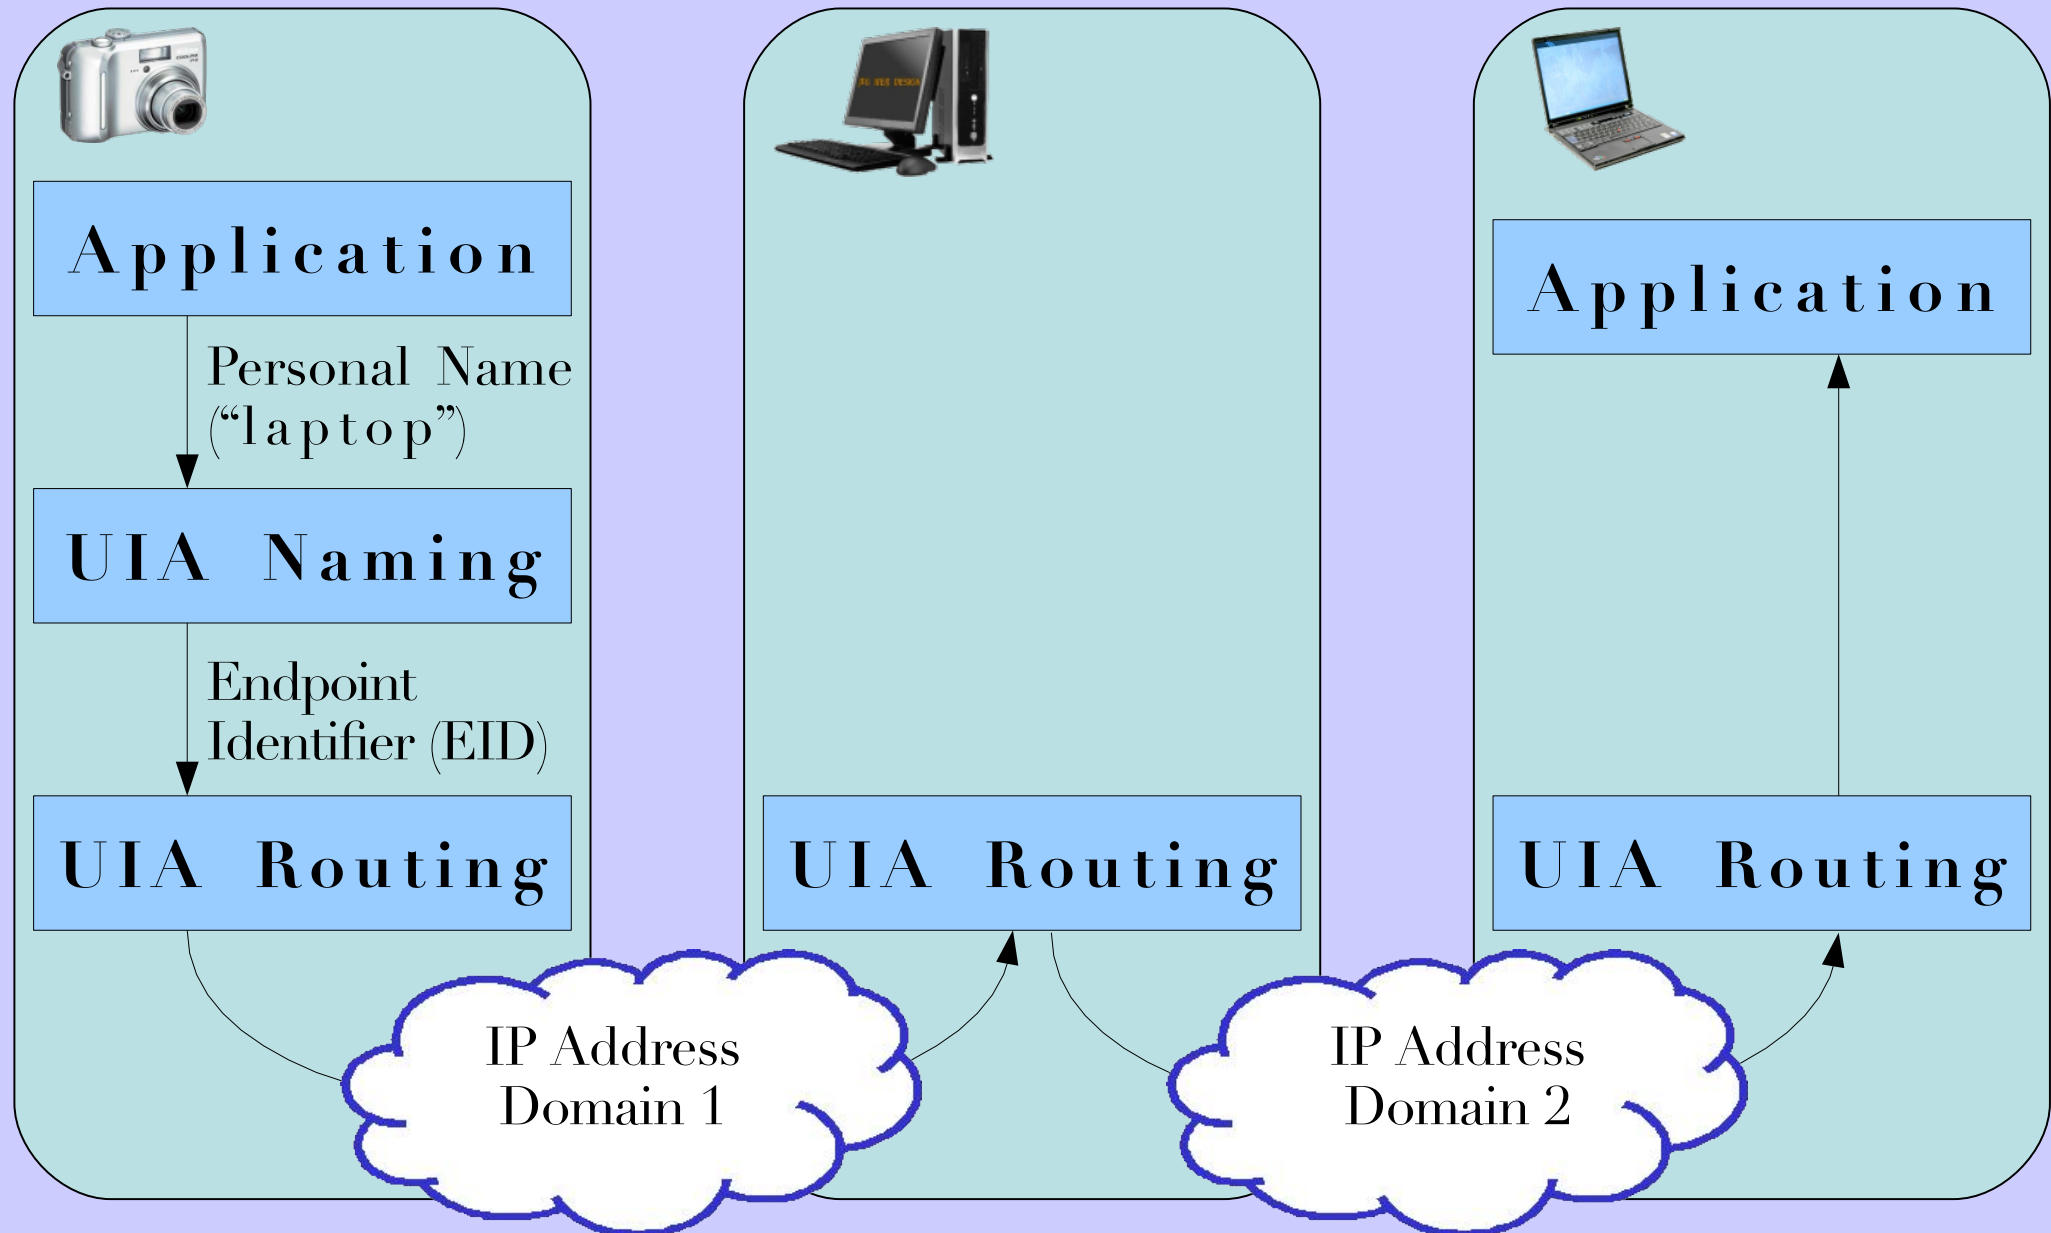 Application
Personal Name
(“laptop”)
UIA Naming
Endpoint
Identifier (EID)
UIA Routing
IP Address
Domain 1
UIA Routing
IP Address
Domain 2
Application
UIA Routing